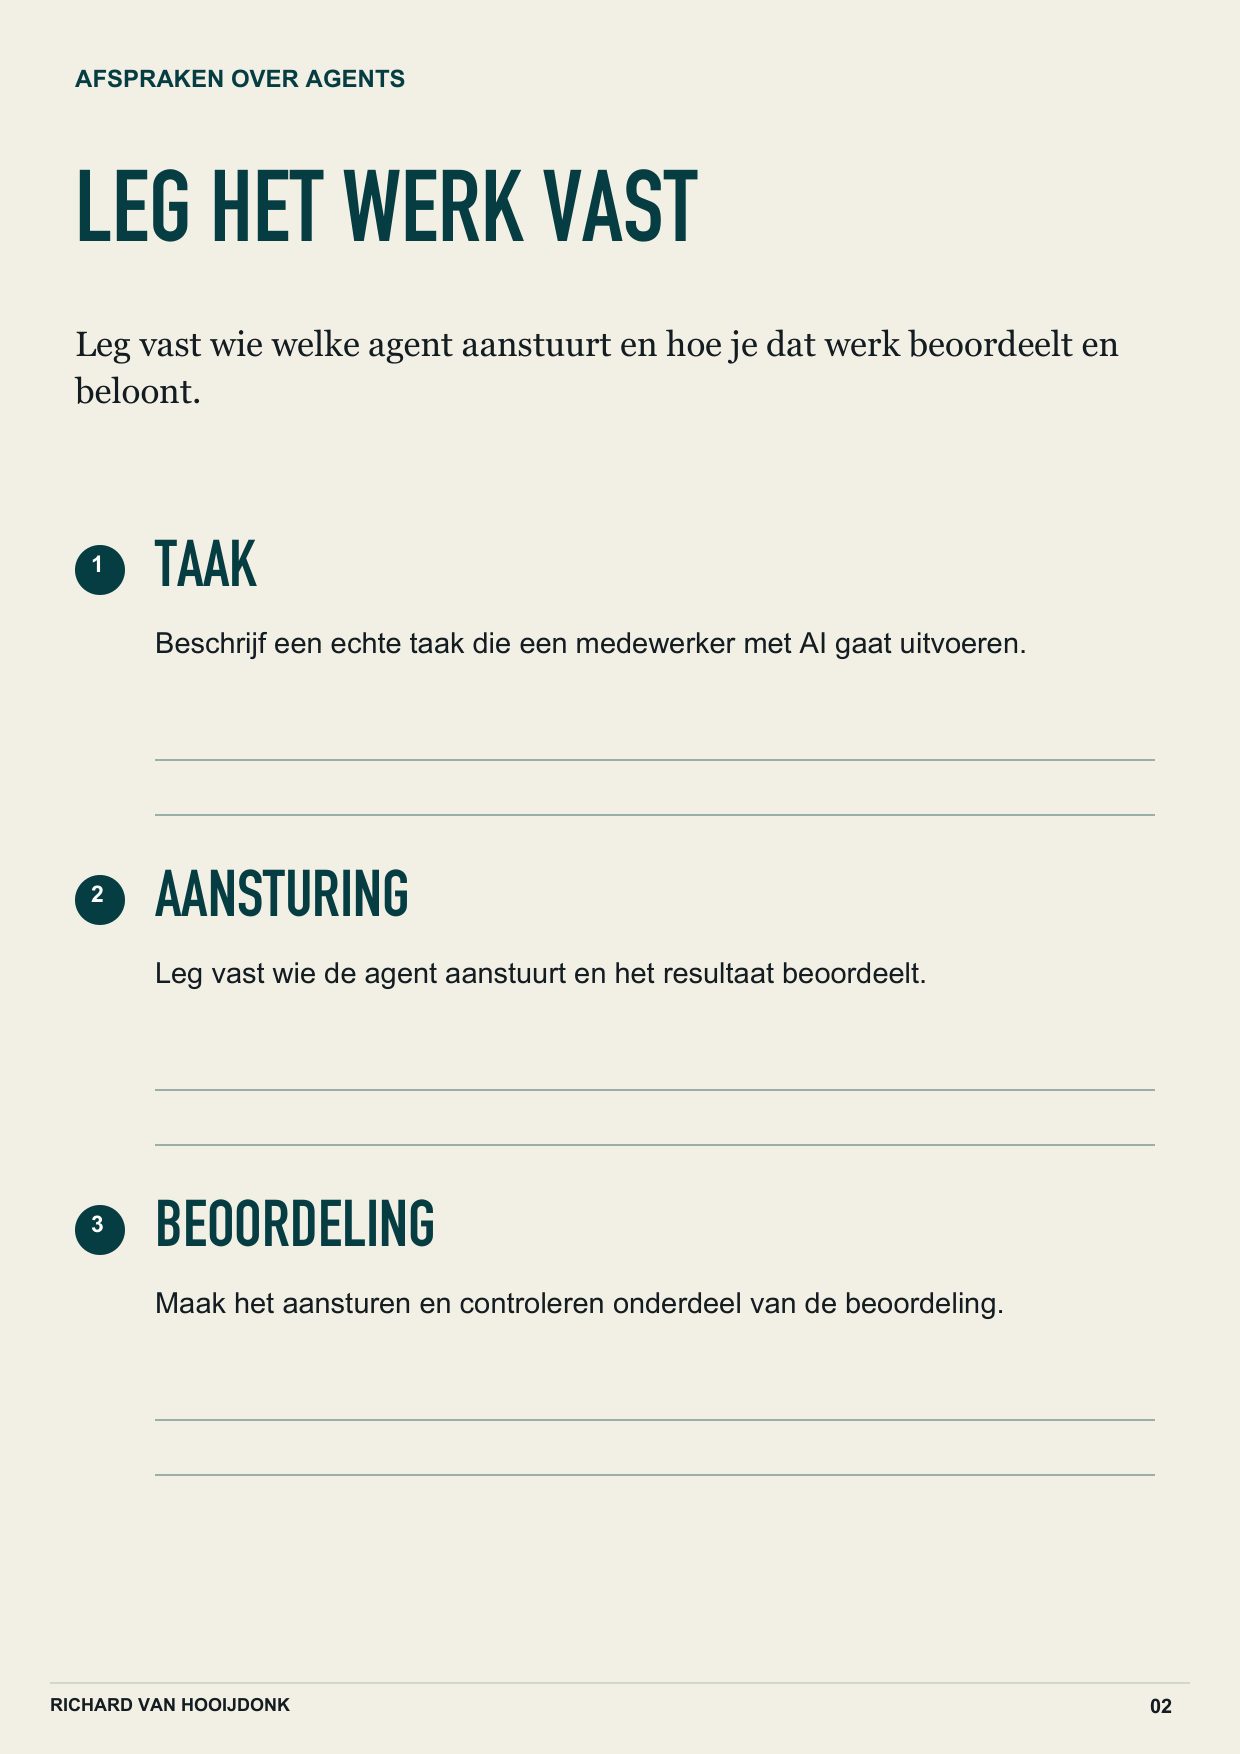 AFSPRAKEN OVER AGENTS
LEG HET WERK VAST
Leg vast wie welke agent aanstuurt en hoe je dat werk beoordeelt en
beloont.
1 TAAK
Beschrijf een echte taak die een medewerker met AI gaat uitvoeren.
2 AANSTURING
Leg vast wie de agent aanstuurt en het resultaat beoordeelt.
3 BEOORDELING
Maak het aansturen en controleren onderdeel van de beoordeling.
RICHARD VAN HOOIJDONK 02